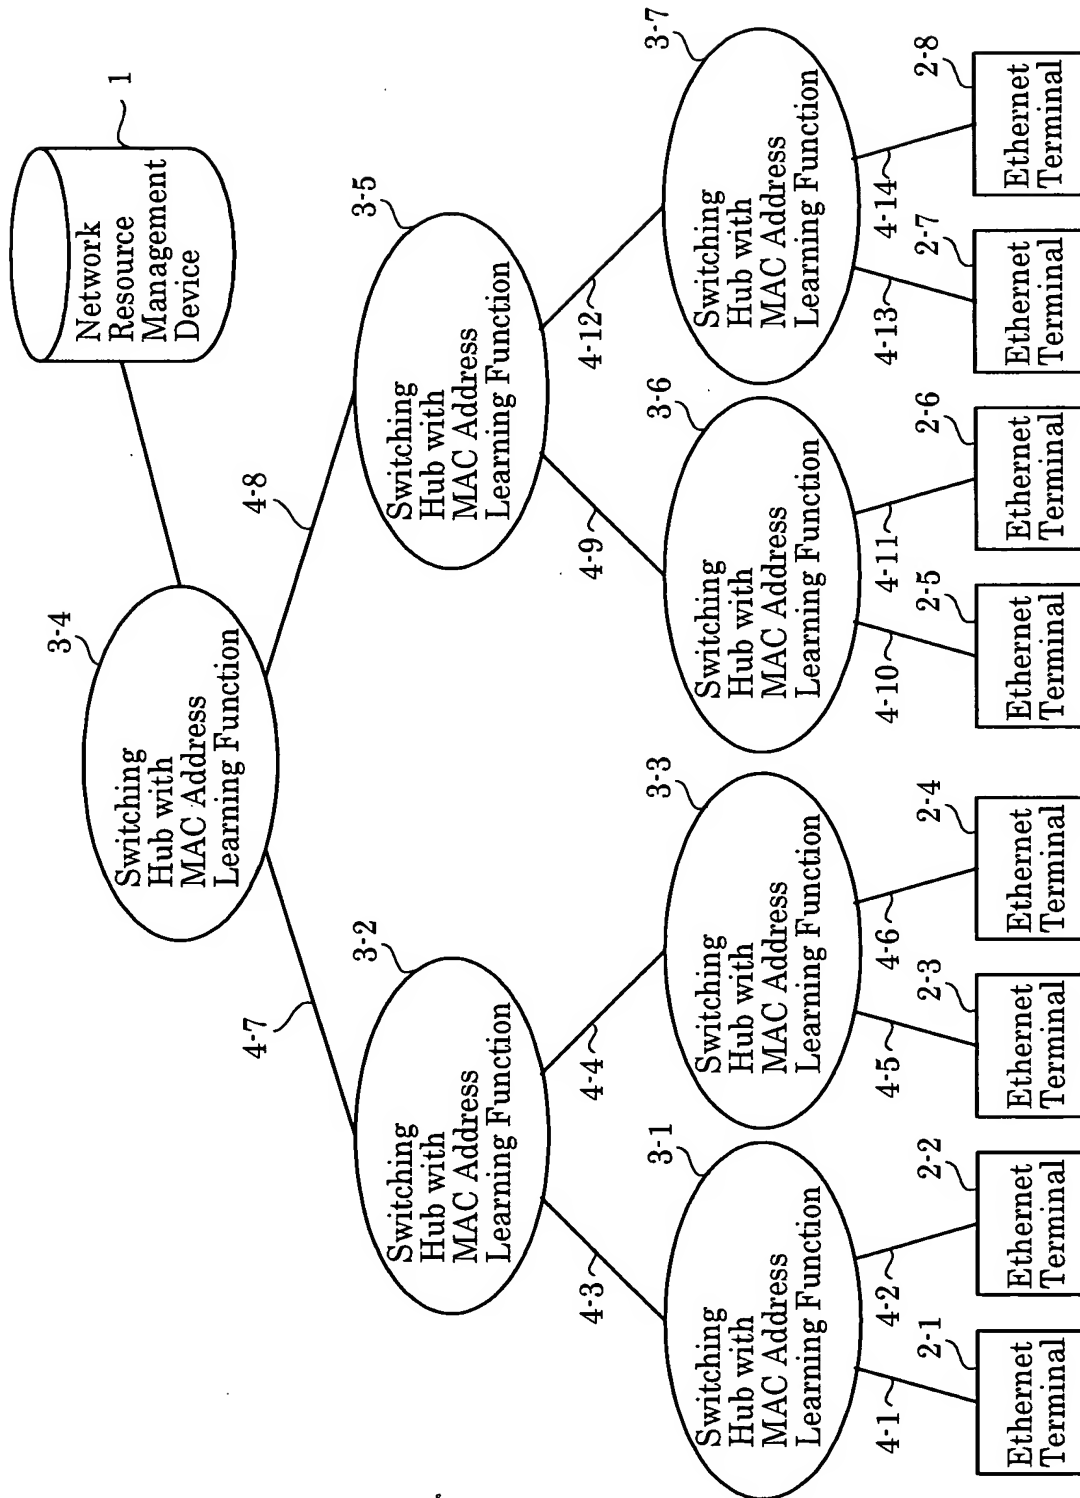 1
Network
Resource
Management
Device
3-4
Switching
Hub with
MAC Address
Learning Function
4-7
4-8
3-2
Switching
Hub with
MAC Address
Learning Function
3-5
Switching
Hub with
MAC Address
Learning Function
4-3
4-4
4-9
4-12
3-1
Switching
Hub with
MAC Address
Learning Function
3-3
Switching
Hub with
MAC Address
Learning Function
3-6
Switching
Hub with
MAC Address
Learning Function
3-7
Switching
Hub with
MAC Address
Learning Function
4-1
4-2
4-5
4-6
4-10
4-11
4-13
4-14
2-1
Ethernet
Terminal
2-2
Ethernet
Terminal
2-3
Ethernet
Terminal
2-4
Ethernet
Terminal
2-5
Ethernet
Terminal
2-6
Ethernet
Terminal
2-7
Ethernet
Terminal
2-8
Ethernet
Terminal